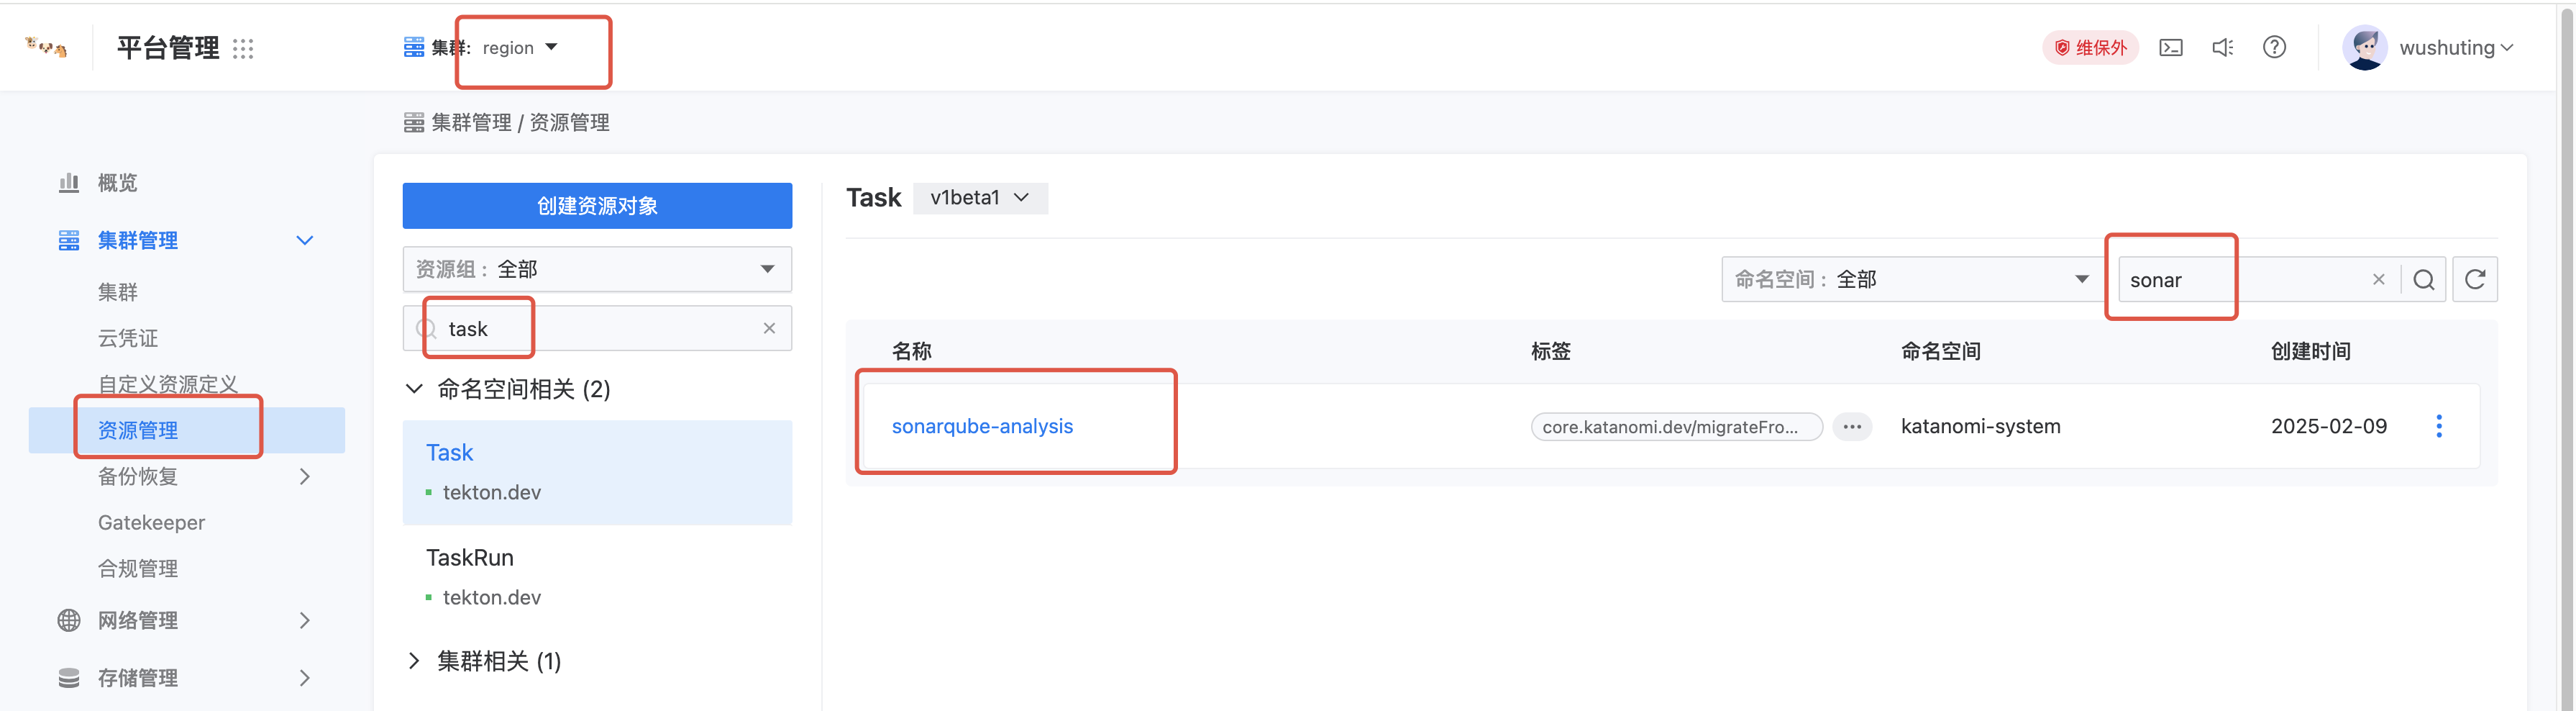 平台管理
集群: region
维保外
wushuting
集群管理 / 资源管理
概览
集群管理
集群
云凭证
自定义资源定义
资源管理
备份恢复
Gatekeeper
合规管理
网络管理
存储管理
创建资源对象
资源组 : 全部
task
命名空间相关 (2)
Task
tekton.dev
TaskRun
tekton.dev
集群相关 (1)
Task v1beta1
命名空间 : 全部 sonar
名称 标签 命名空间 创建时间
sonarqube-analysis core.katanomi.dev/migrateFro... katanomi-system 2025-02-09